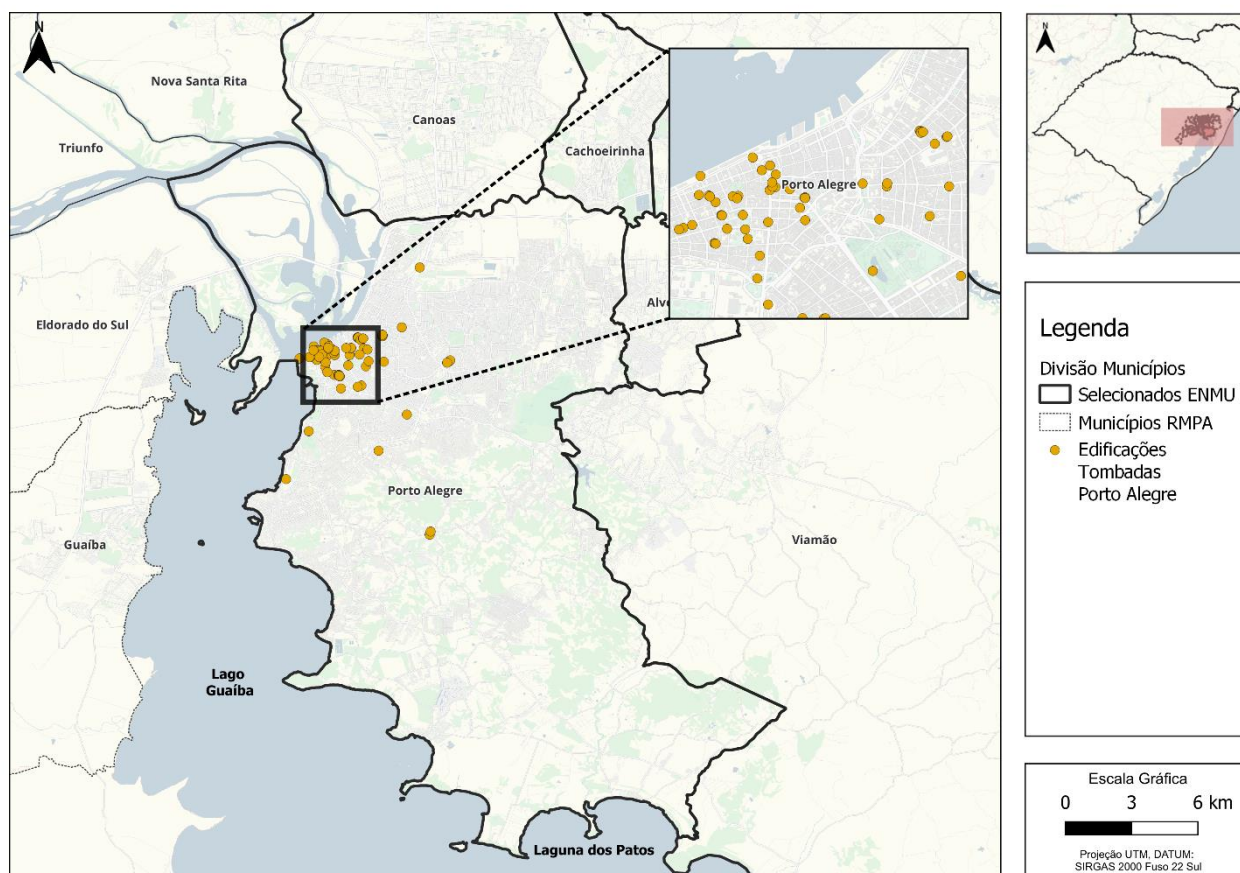 N
Nova Santa Rita
Canoas
Triunfo
Cachoeirinha
Porto Alegre
Eldorado do Sul
Alvo
Porto Alegre
Guaíba
Viamão
Lago
Guaíba
Laguna dos Patos
N
Legenda
Divisão Municípios
Selecionados ENMU
Municípios RMPA
Edificações
Tombadas
Porto Alegre
Escala Gráfica
0 3 6 km
Projeção UTM, DATUM:
SIRGAS 2000 Fuso 22 Sul